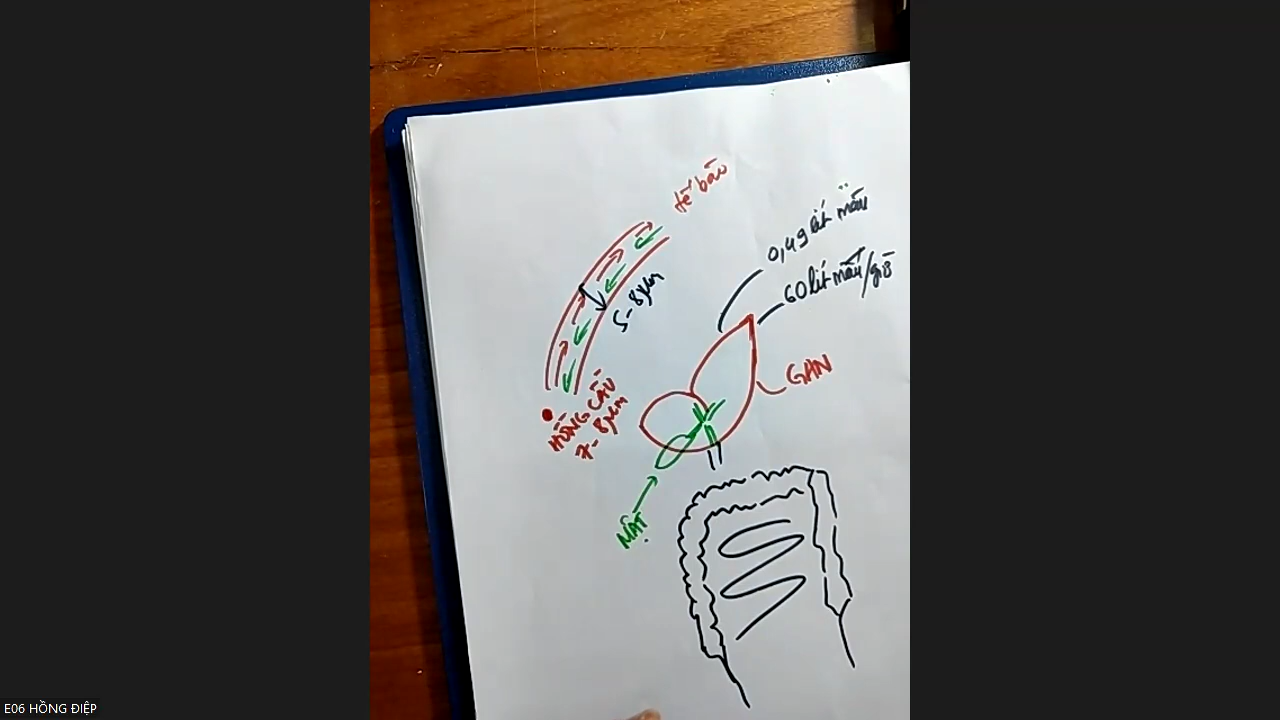 Tế bào
0,49 lít máu
60 lít máu/giờ
5-8µm
GAN
HỒNG CẦU
7-8µm
MẬT
E06 HỒNG ĐIỆP